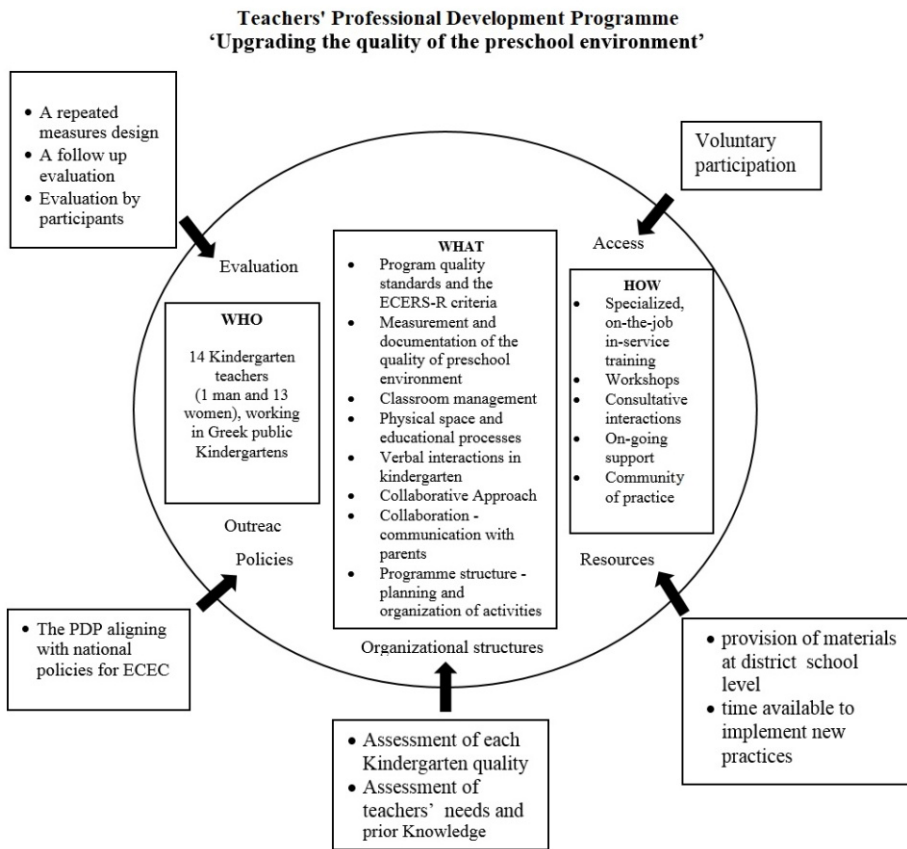 Teachers' Professional Development Programme
‘Upgrading the quality of the preschool environment’
• A repeated
measures design
• A follow up
evaluation
• Evaluation by
participants
Voluntary
participation
Evaluation
Access
WHO
14 Kindergarten
teachers
(1 man and 13
women), working
in Greek public
Kindergartens
WHAT
• Program quality
standards and the
ECERS-R criteria
• Measurement and
documentation of the
quality of preschool
environment
• Classroom management
• Physical space and
educational processes
• Verbal interactions in
kindergarten
• Collaborative Approach
• Collaboration -
communication with
parents
• Programme structure -
planning and
organization of activities
HOW
• Specialized,
on-the-job
in-service
training
• Workshops
• Consultative
interactions
• On-going
support
• Community
of practice
Outreac
Policies
Resources
Organizational structures
• The PDP aligning
with national
policies for ECEC
• Assessment of each
Kindergarten quality
• Assessment of
teachers’ needs and
prior Knowledge
• provision of materials
at district school
level
• time available to
implement new
practices